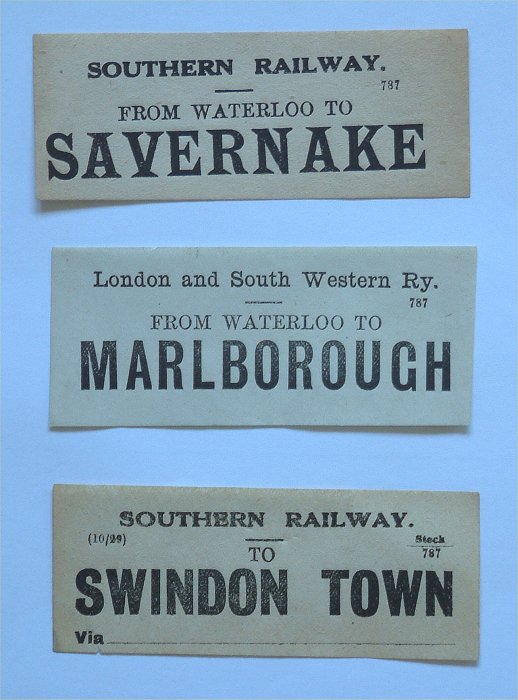 SOUTHERN RAILWAY.
787
FROM WATERLOO TO
SAVERNAKE
London and South Western Ry.
787
FROM WATERLOO TO
MARLBOROUGH
SOUTHERN RAILWAY.
(10/29) Stock
TO 787
SWINDON TOWN
Via